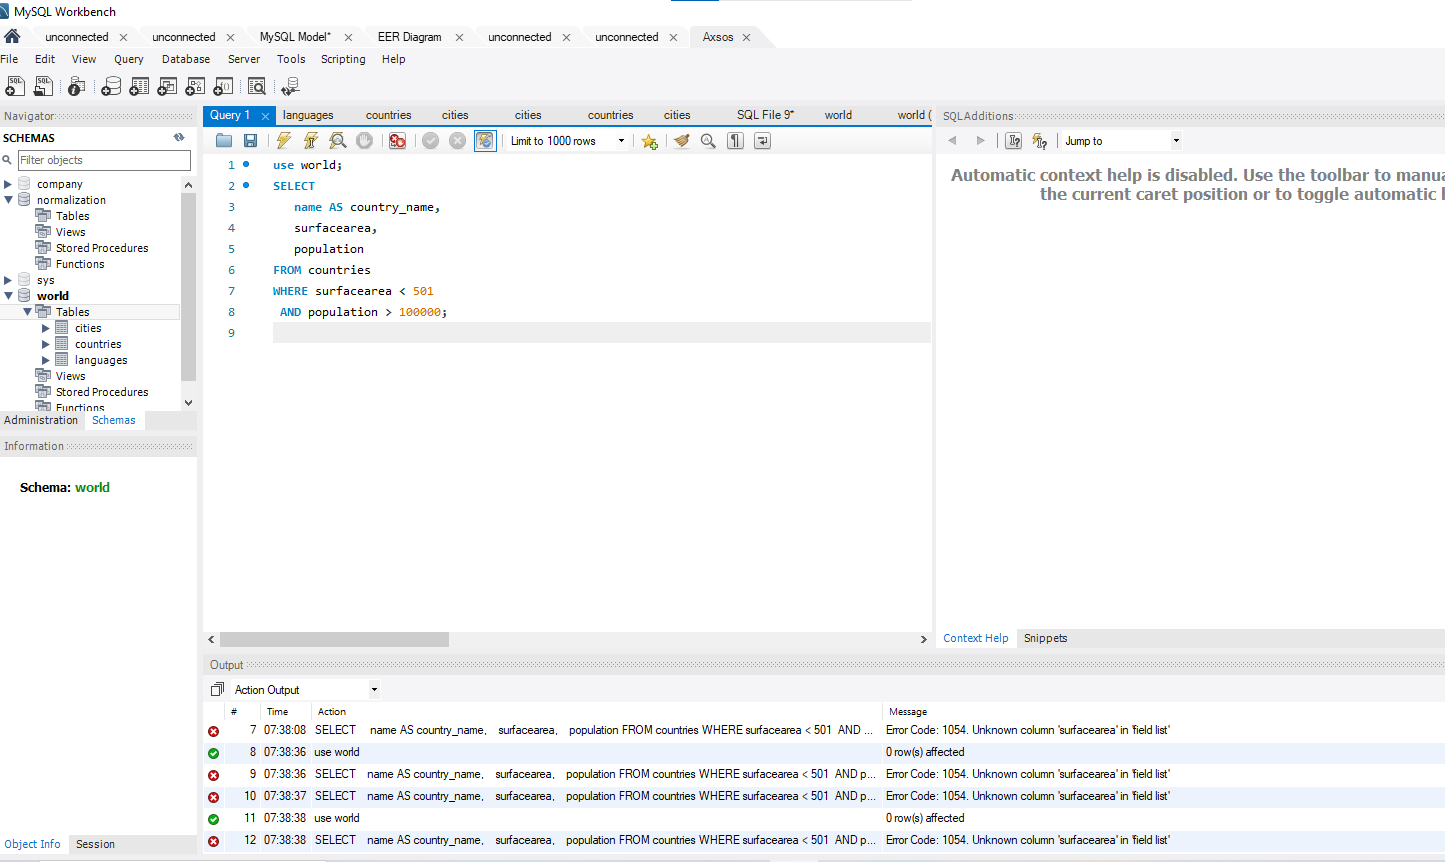 MySQL Workbench
unconnected unconnected MySQL Model* EER Diagram unconnected unconnected Axsos
File Edit View Query Database Server Tools Scripting Help
Navigator
SCHEMAS
Filter objects
company
normalization
Tables
Views
Stored Procedures
Functions
sys
world
Tables
cities
countries
languages
Views
Stored Procedures
Functions
Administration Schemas
Information
Schema: world
Object Info Session
Query 1 languages countries cities cities countries cities SQL File 9* world world (
Limit to 1000 rows
1 use world;
2 SELECT
3 name AS country_name,
4 surfacearea,
5 population
6 FROM countries
7 WHERE surfacearea < 501
8 AND population > 100000;
9
SQLAdditions
Jump to
Automatic context help is disabled. Use the toolbar to manua
the current caret position or to toggle automatic
Context Help Snippets
Output
Action Output
# Time Action Message
7 07:38:08 SELECT name AS country_name, surfacearea, population FROM countries WHERE surfacearea < 501 AND ... Error Code: 1054. Unknown column 'surfacearea' in 'field list'
8 07:38:36 use world 0 row(s) affected
9 07:38:36 SELECT name AS country_name, surfacearea, population FROM countries WHERE surfacearea < 501 AND p... Error Code: 1054. Unknown column 'surfacearea' in 'field list'
10 07:38:37 SELECT name AS country_name, surfacearea, population FROM countries WHERE surfacearea < 501 AND p... Error Code: 1054. Unknown column 'surfacearea' in 'field list'
11 07:38:38 use world 0 row(s) affected
12 07:38:38 SELECT name AS country_name, surfacearea, population FROM countries WHERE surfacearea < 501 AND p... Error Code: 1054. Unknown column 'surfacearea' in 'field list'